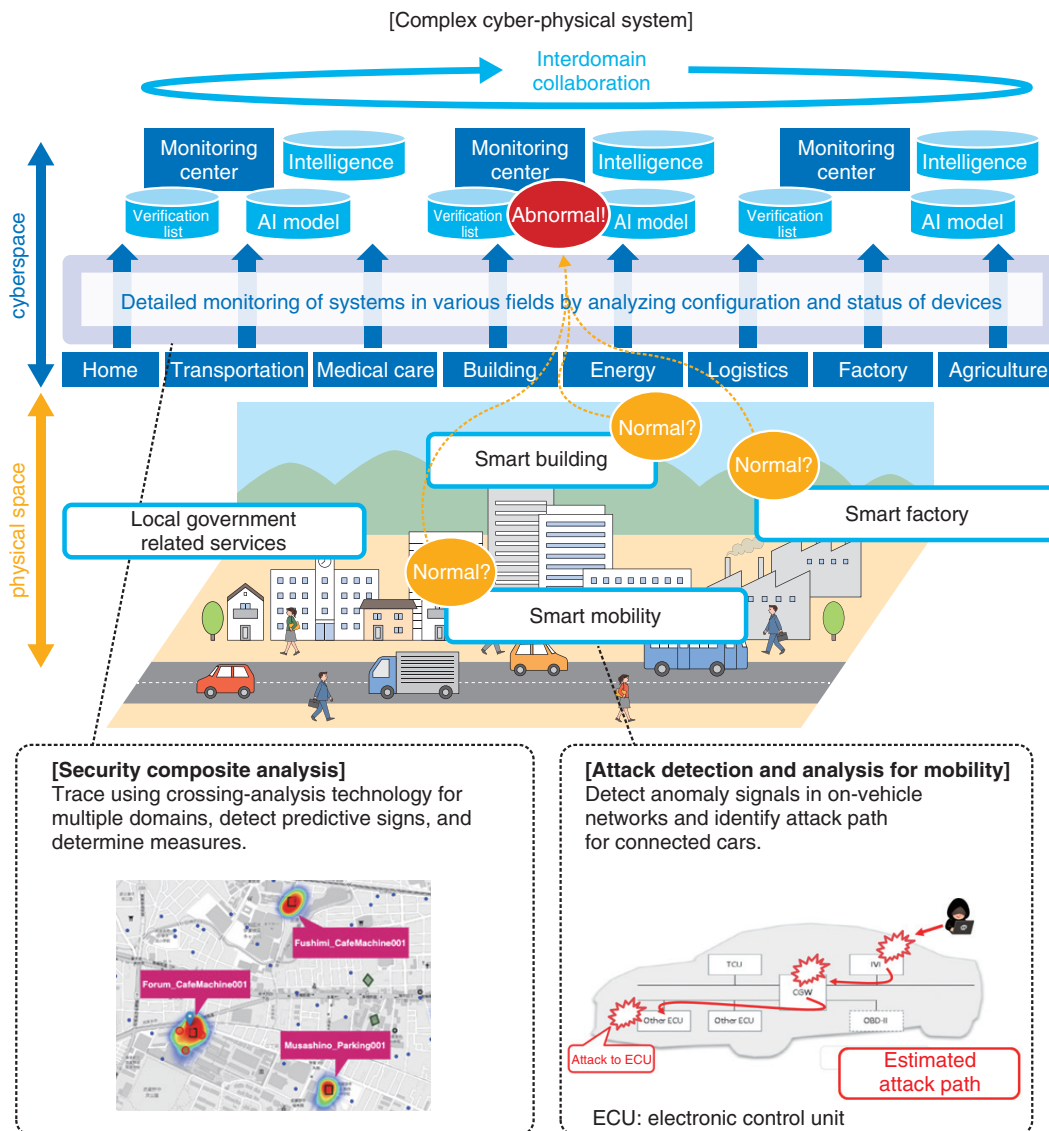 [Complex cyber-physical system]
Interdomain
collaboration
cyberspace
Monitoring
center
Intelligence
Verification
list
AI model
Monitoring
center
Intelligence
Verification
list
Abnormal!
AI model
Monitoring
center
Intelligence
Verification
list
AI model
Detailed monitoring of systems in various fields by analyzing configuration and status of devices
Home
Transportation
Medical care
Building
Energy
Logistics
Factory
Agriculture
physical space
Normal?
Smart building
Normal?
Smart factory
Local government
related services
Normal?
Smart mobility
[Security composite analysis]
Trace using crossing-analysis technology for
multiple domains, detect predictive signs, and
determine measures.
Fushimi_CafeMachine001
Forum_CafeMachine001
Musashino_Parking001
[Attack detection and analysis for mobility]
Detect anomaly signals in on-vehicle
networks and identify attack path
for connected cars.
TCU
IVI
CGW
Other ECU
Other ECU
OBD-II
Attack to ECU
Estimated
attack path
ECU: electronic control unit